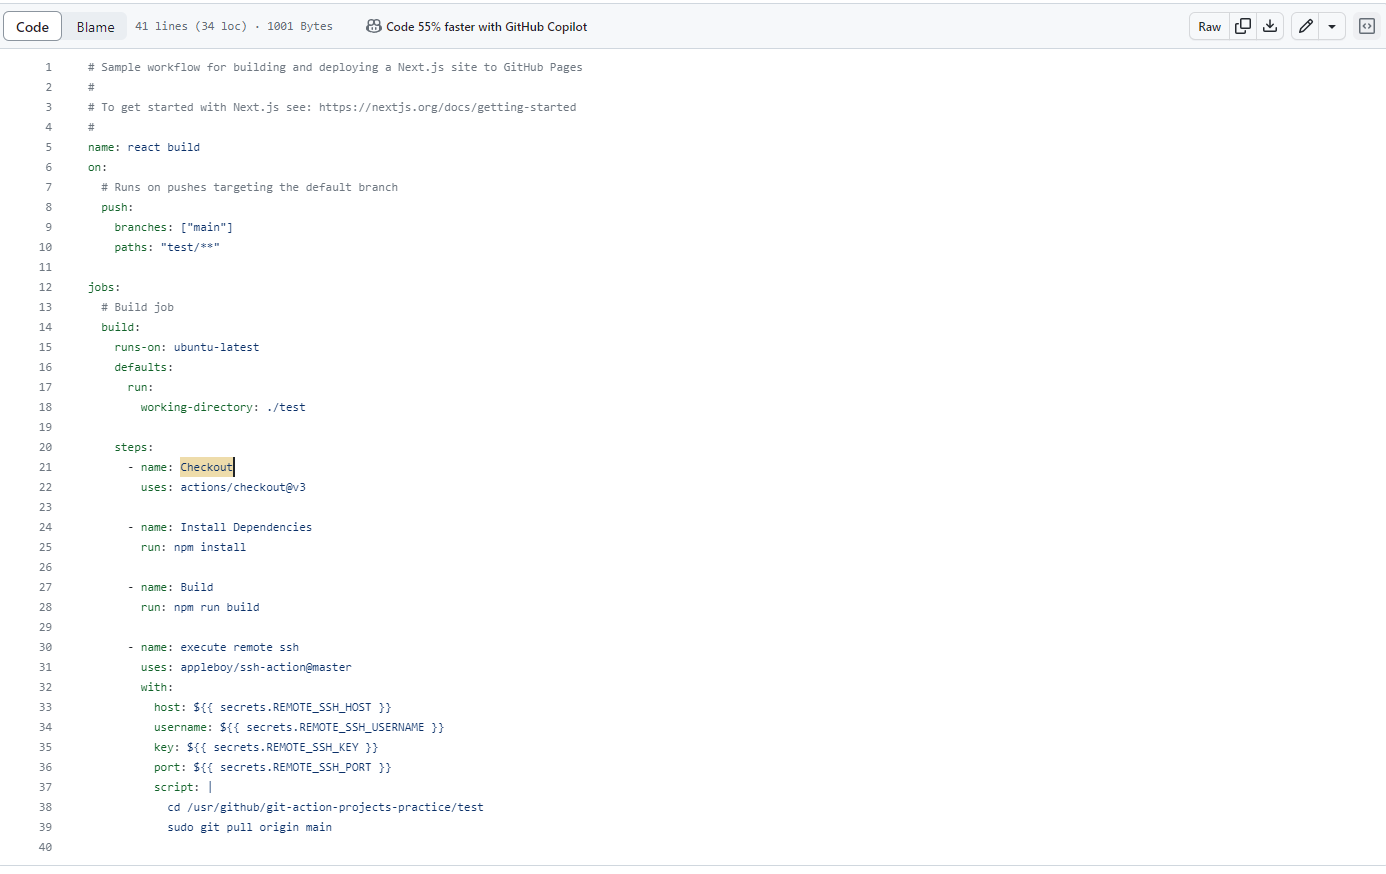 Code Blame 41 lines (34 loc) · 1001 Bytes Code 55% faster with GitHub Copilot Raw
1 # Sample workflow for building and deploying a Next.js site to GitHub Pages
2 #
3 # To get started with Next.js see: https://nextjs.org/docs/getting-started
4 #
5 name: react build
6 on:
7 # Runs on pushes targeting the default branch
8 push:
9 branches: ["main"]
10 paths: "test/**"
11
12 jobs:
13 # Build job
14 build:
15 runs-on: ubuntu-latest
16 defaults:
17 run:
18 working-directory: ./test
19
20 steps:
21 - name: Checkout
22 uses: actions/checkout@v3
23
24 - name: Install Dependencies
25 run: npm install
26
27 - name: Build
28 run: npm run build
29
30 - name: execute remote ssh
31 uses: appleboy/ssh-action@master
32 with:
33 host: ${{ secrets.REMOTE_SSH_HOST }}
34 username: ${{ secrets.REMOTE_SSH_USERNAME }}
35 key: ${{ secrets.REMOTE_SSH_KEY }}
36 port: ${{ secrets.REMOTE_SSH_PORT }}
37 script: |
38 cd /usr/github/git-action-projects-practice/test
39 sudo git pull origin main
40